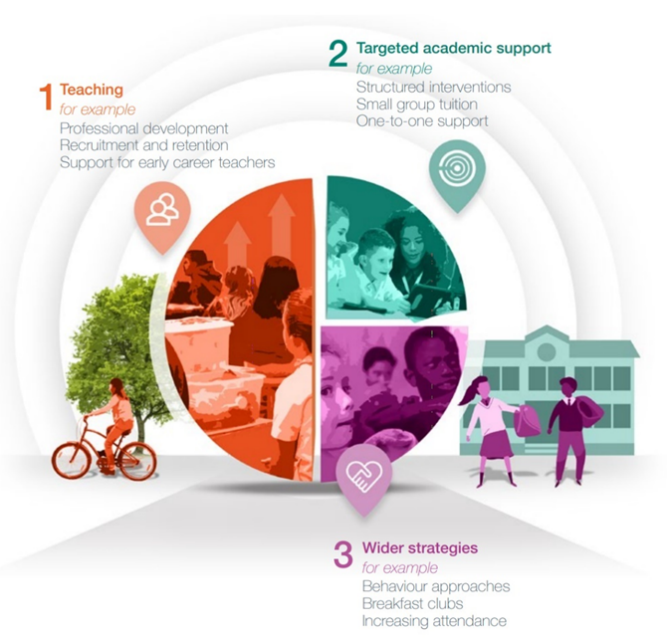 1 Teaching
for example
Professional development
Recruitment and retention
Support for early career teachers
2 Targeted academic support
for example
Structured interventions
Small group tuition
One-to-one support
3 Wider strategies
for example
Behaviour approaches
Breakfast clubs
Increasing attendance